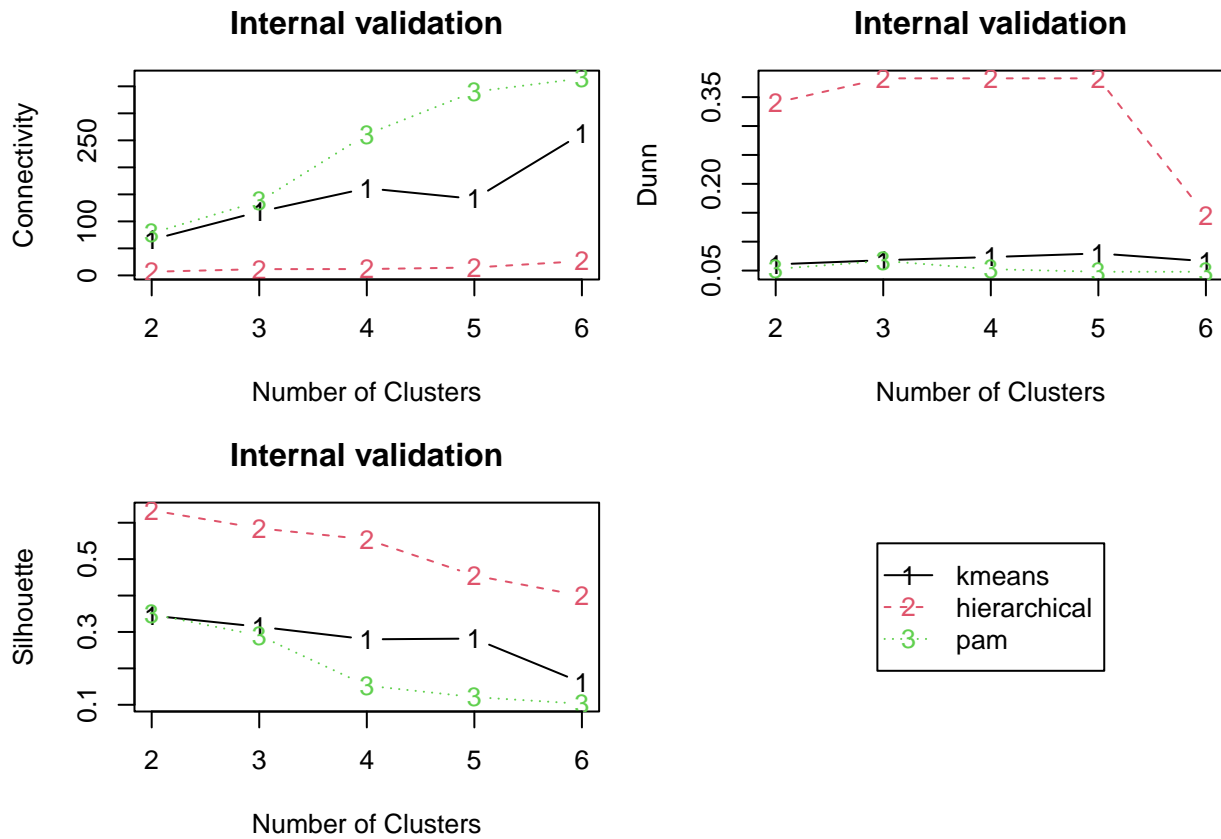 Internal validation
Connectivity
250
100
0
3 3 3 3 3
1 1 1 1 1
2 2 2 2 2
2 3 4 5 6
Number of Clusters
Internal validation
Dunn
0.35
0.20
0.05
2 2 2 2 2
1 1 1 1 1
3 3 3 3 3
2 3 4 5 6
Number of Clusters
Internal validation
Silhouette
0.5
0.3
0.1
2 2 2 2 2
1 1 1 1 1
3 3 3 3 3
2 3 4 5 6
Number of Clusters
1 kmeans
2 hierarchical
3 pam